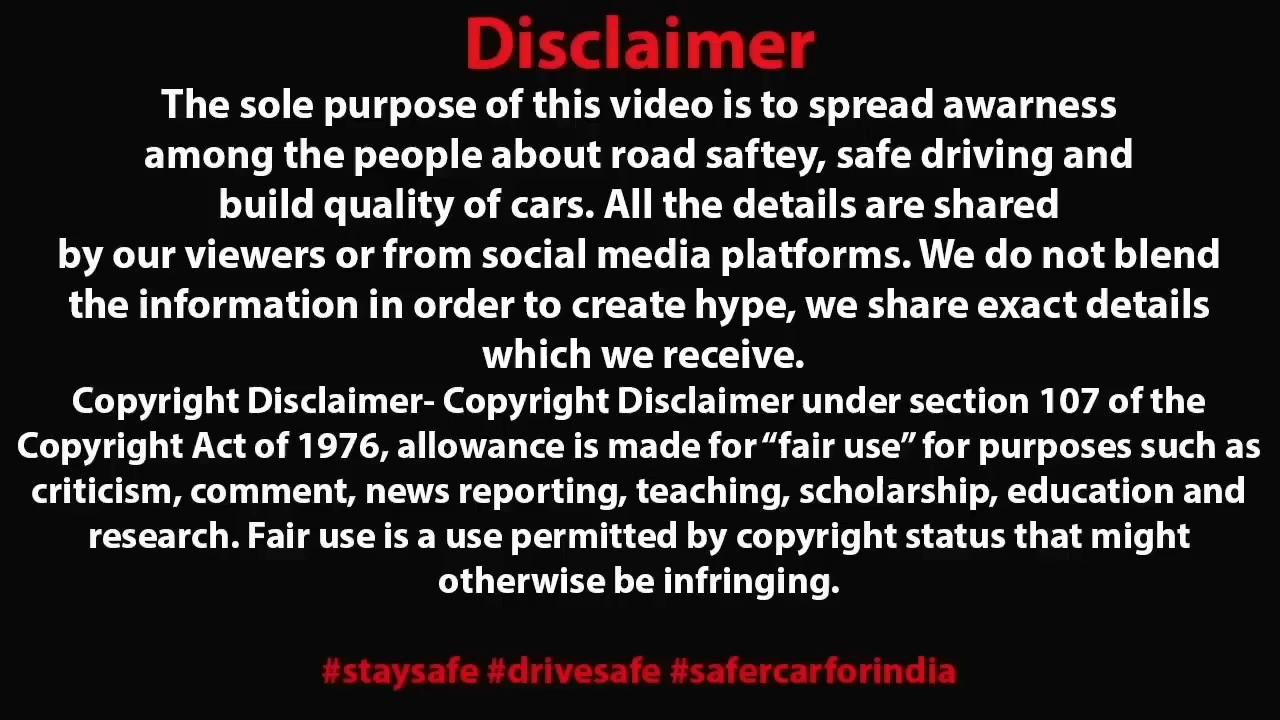 Disclaimer
The sole purpose of this video is to spread awarness
among the people about road saftey, safe driving and
build quality of cars. All the details are shared
by our viewers or from social media platforms. We do not blend
the information in order to create hype, we share exact details
which we receive.
Copyright Disclaimer- Copyright Disclaimer under section 107 of the
Copyright Act of 1976, allowance is made for “fair use” for purposes such as
criticism, comment, news reporting, teaching, scholarship, education and
research. Fair use is a use permitted by copyright status that might
otherwise be infringing.
#staysafe #drivesafe #safercarforindia